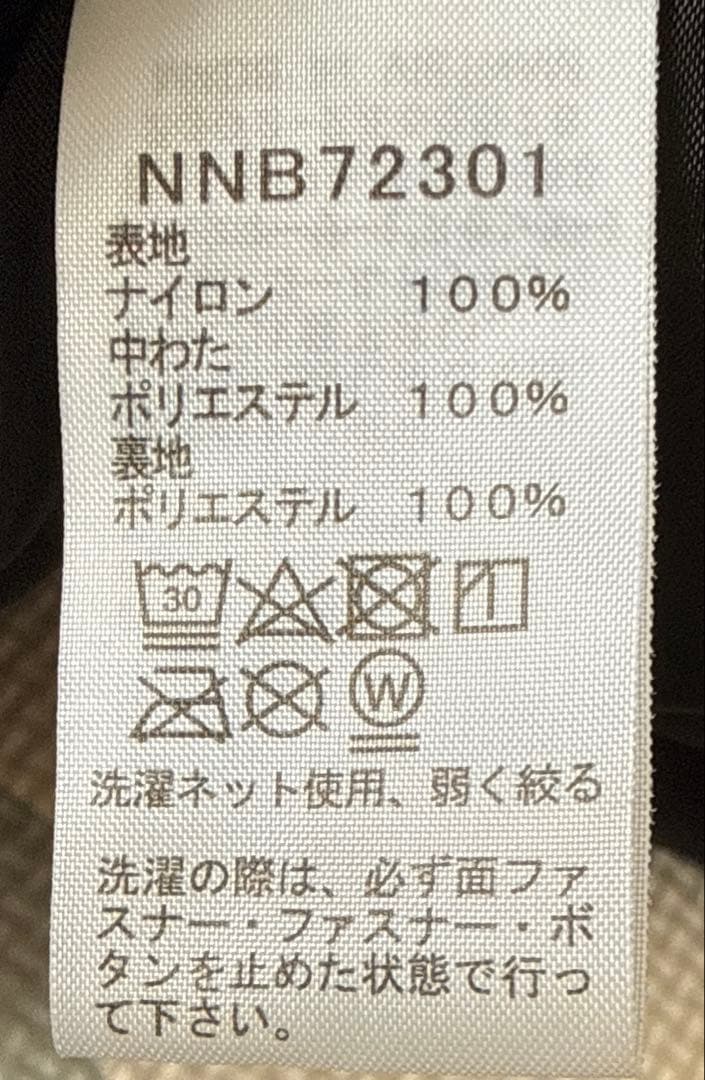 NNB72301
表地
ナイロン 100%
中わた
ポリエステル 100%
裏地
ポリエステル 100%
30
W
洗濯ネット使用、弱く絞る
洗濯の際は、必ず面ファ
スナー・ファスナー・ボ
タンを止めた状態で行っ
て下さい。